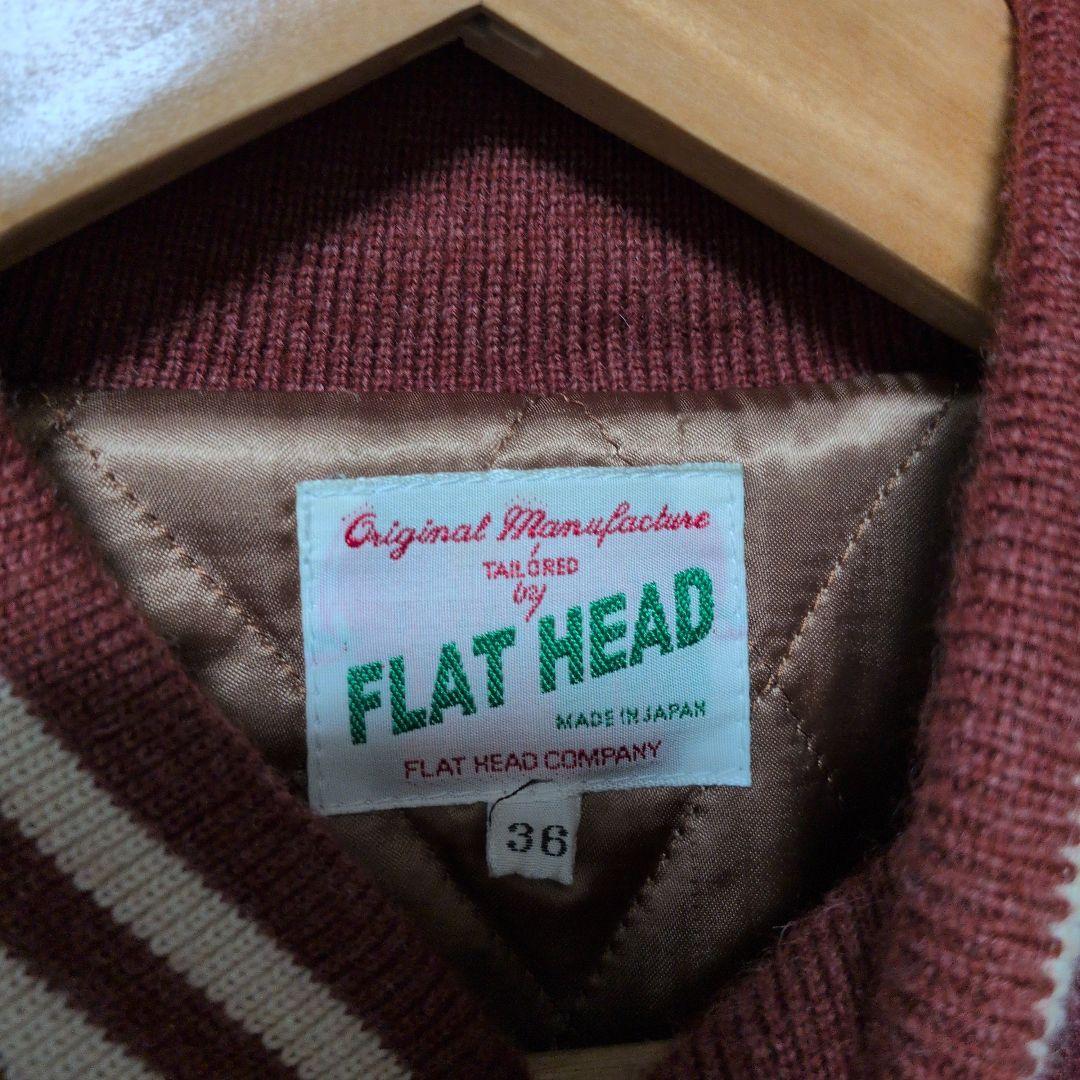 Original Manufacture
TAILORED
by
FLAT HEAD
MADE IN JAPAN
FLAT HEAD COMPANY
36